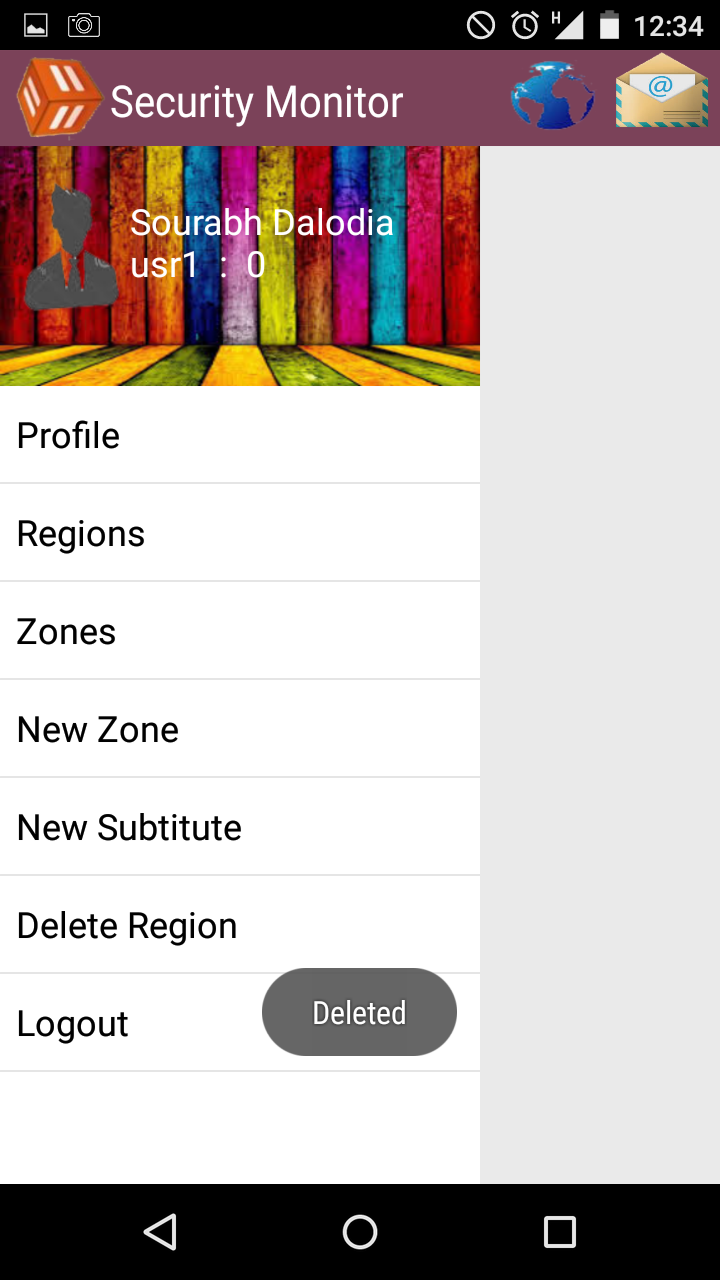 H 12:34
Security Monitor
@
Sourabh Dalodia
usr1 : 0
Profile
Regions
Zones
New Zone
New Subtitute
Delete Region
Logout
Deleted